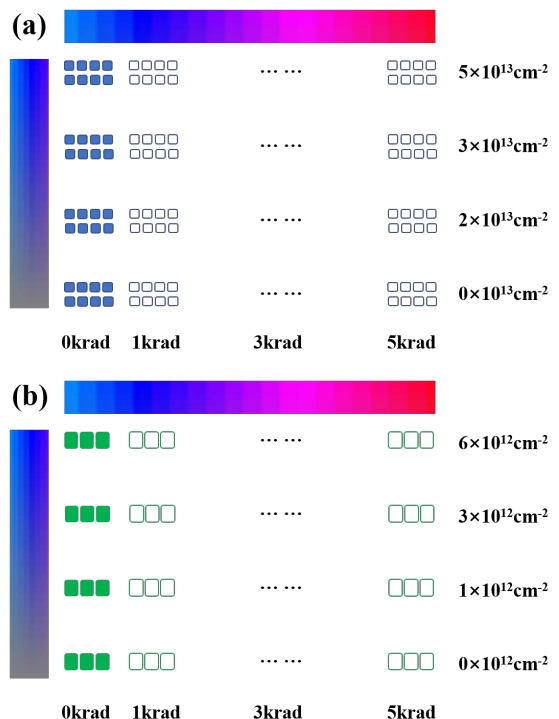 (a)
... ... 5×10¹³cm⁻²
... ... 3×10¹³cm⁻²
... ... 2×10¹³cm⁻²
... ... 0×10¹³cm⁻²
0krad 1krad 3krad 5krad
(b)
... ... 6×10¹²cm⁻²
... ... 3×10¹²cm⁻²
... ... 1×10¹²cm⁻²
... ... 0×10¹²cm⁻²
0krad 1krad 3krad 5krad